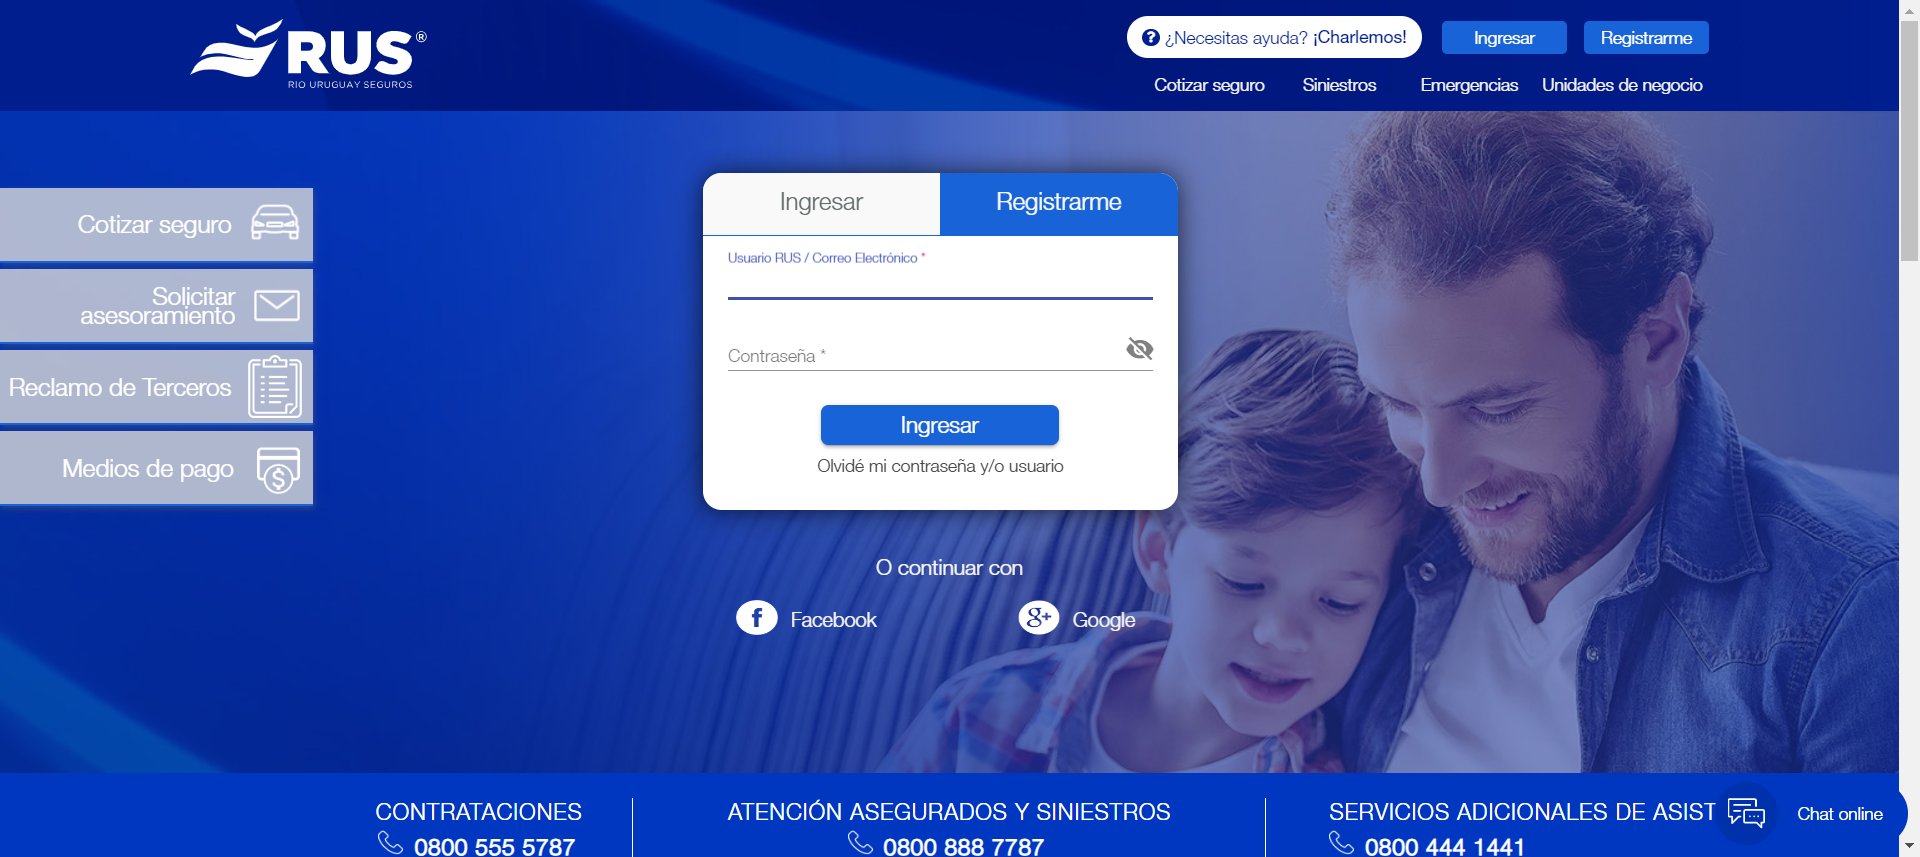 RUS®
RIO URUGUAY SEGUROS
¿Necesitas ayuda? ¡Charlemos!
Ingresar
Registrarme
Cotizar seguro
Siniestros
Emergencias
Unidades de negocio
Cotizar seguro
Solicitar
asesoramiento
Reclamo de Terceros
Medios de pago
Ingresar
Registrarme
Usuario RUS / Correo Electrónico *
Contraseña *
Ingresar
Olvidé mi contraseña y/o usuario
O continuar con
Facebook
Google
CONTRATACIONES
0800 555 5787
ATENCIÓN ASEGURADOS Y SINIESTROS
0800 888 7787
SERVICIOS ADICIONALES DE ASIST
0800 444 1441
Chat online